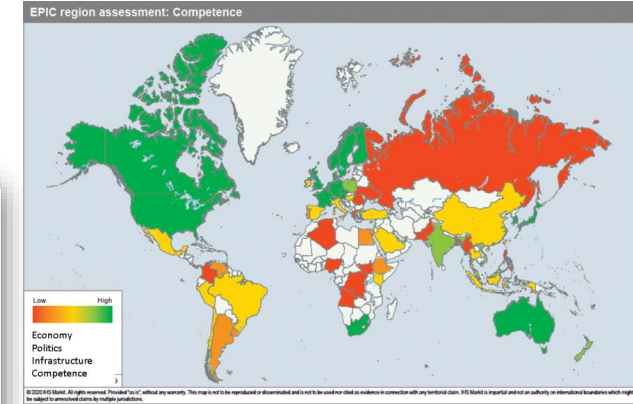 EPIC region assessment: Competence
Low High
Economy
Politics
Infrastructure
Competence
© 2020 IHS Markit. All rights reserved. Provided "as is", without any warranty. This map is not to be reproduced or disseminated and is not to be used nor cited as evidence in connection with any territorial claim. IHS Markit is impartial and not an authority on international boundaries which might
be subject to unresolved claims by multiple jurisdictions.